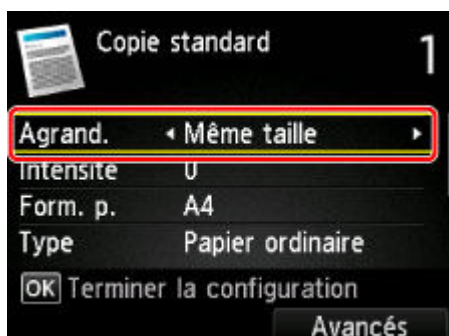 Copie standard 1
Agrand. Même taille
Intensité 0
Form. p. A4
Type Papier ordinaire
OK Terminer la configuration
Avancés